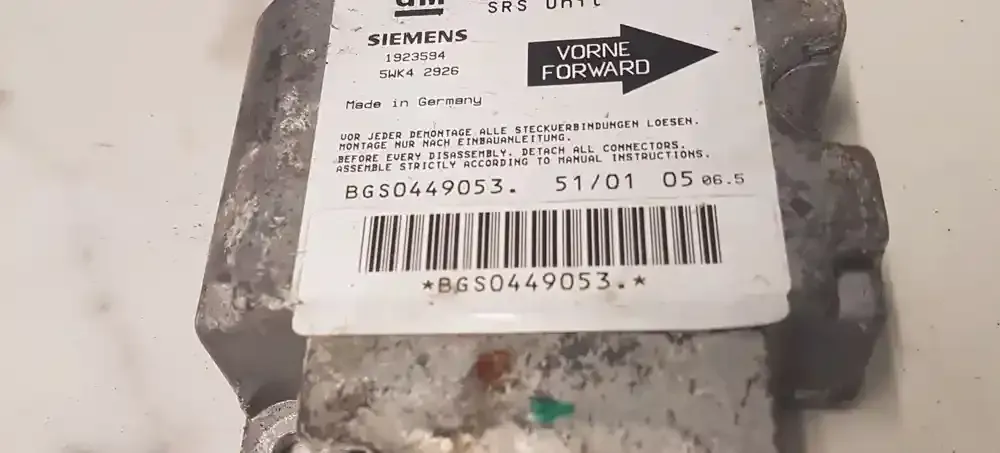 GM SRS Unit
SIEMENS
1923594
5WK4 2926
VORNE
FORWARD
Made in Germany
VOR JEDER DEMONTAGE ALLE STECKVERBINDUNGEN LOESEN.
MONTAGE NUR NACH EINBAUANLEITUNG.
BEFORE EVERY DISASSEMBLY, DETACH ALL CONNECTORS.
ASSEMBLE STRICTLY ACCORDING TO MANUAL INSTRUCTIONS.
BGS0449053. 51/01 05 06.5
*BGS0449053.*